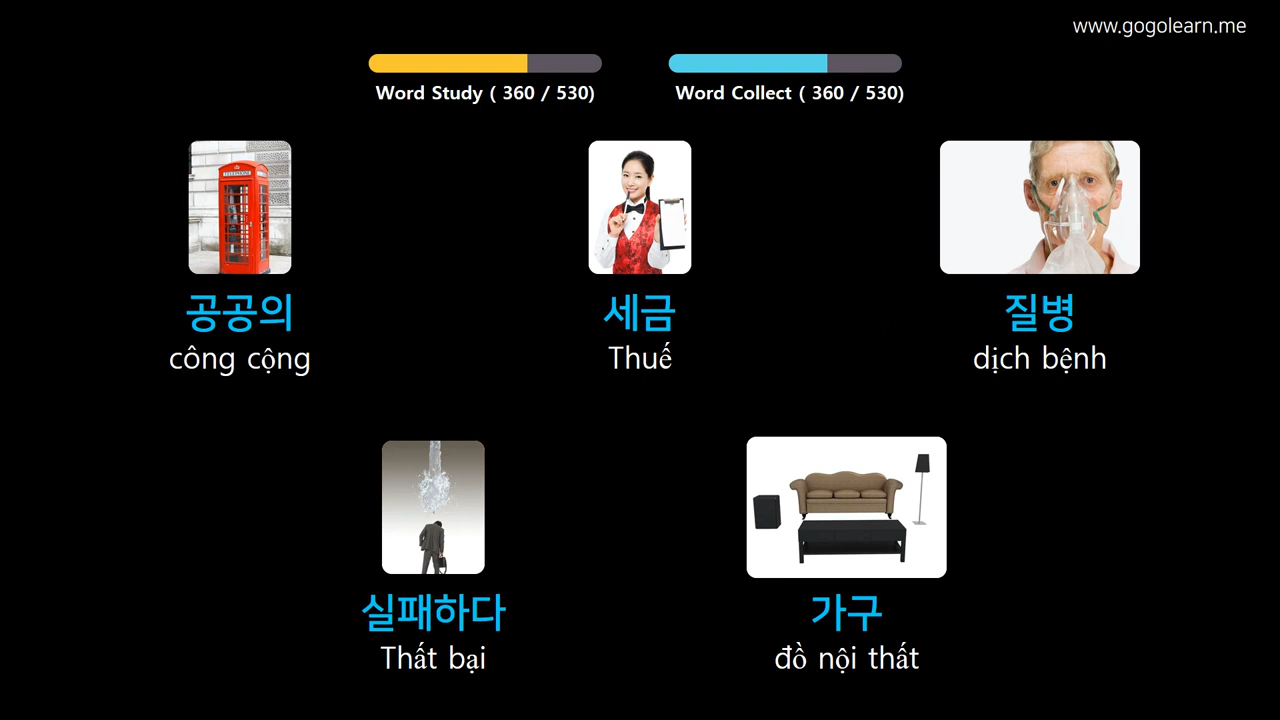 www.gogolearn.me
Word Study ( 360 / 530)
Word Collect ( 360 / 530)
TELEPHONE
공공의
công cộng
세금
Thuế
질병
dịch bệnh
실패하다
Thất bại
가구
đồ nội thất